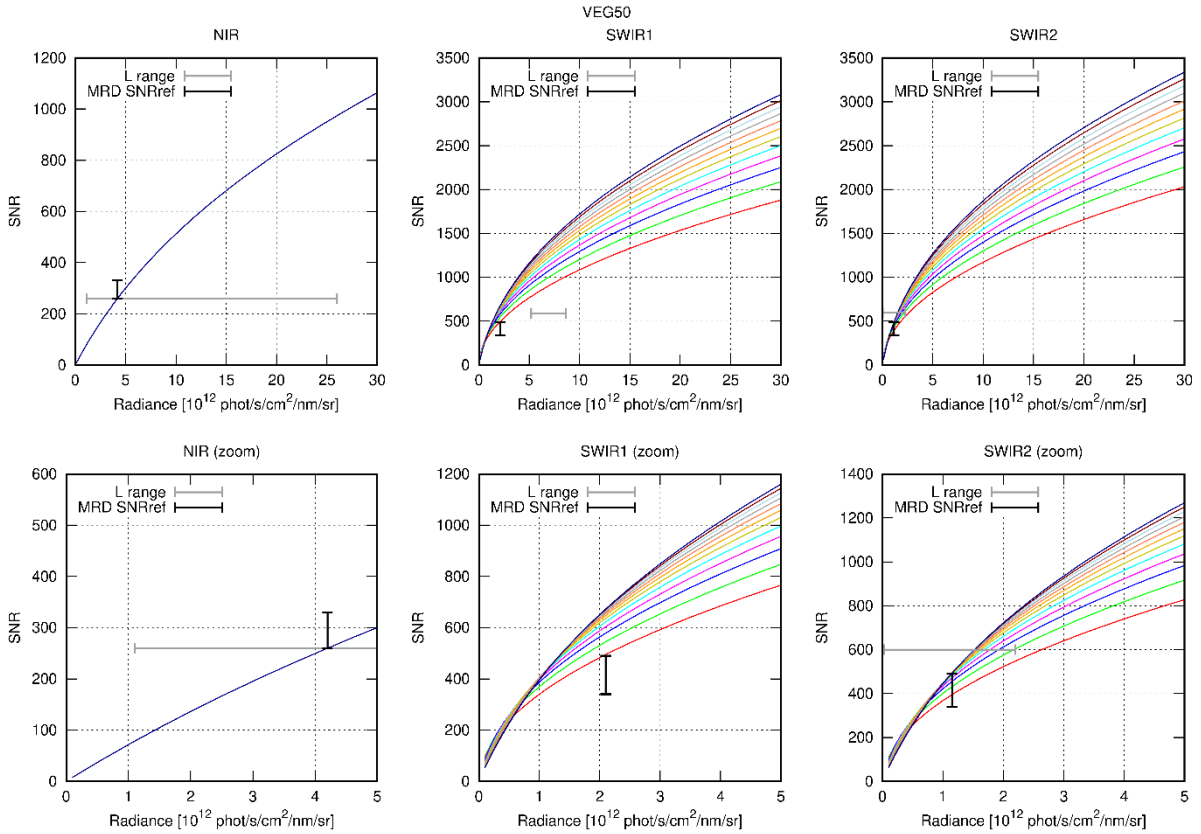 VEG50
NIR
1200
1000
800
600
400
200
0
SNR
L range
MRD SNRref
0 5 10 15 20 25 30
Radiance [10^12 phot/s/cm^2/nm/sr]
SWIR1
3500
3000
2500
2000
1500
1000
500
0
SNR
L range
MRD SNRref
0 5 10 15 20 25 30
Radiance [10^12 phot/s/cm^2/nm/sr]
SWIR2
3500
3000
2500
2000
1500
1000
500
0
SNR
L range
MRD SNRref
0 5 10 15 20 25 30
Radiance [10^12 phot/s/cm^2/nm/sr]
NIR (zoom)
600
500
400
300
200
100
0
SNR
L range
MRD SNRref
0 1 2 3 4 5
Radiance [10^12 phot/s/cm^2/nm/sr]
SWIR1 (zoom)
1200
1000
800
600
400
200
0
SNR
L range
MRD SNRref
0 1 2 3 4 5
Radiance [10^12 phot/s/cm^2/nm/sr]
SWIR2 (zoom)
1400
1200
1000
800
600
400
200
0
SNR
L range
MRD SNRref
0 1 2 3 4 5
Radiance [10^12 phot/s/cm^2/nm/sr]